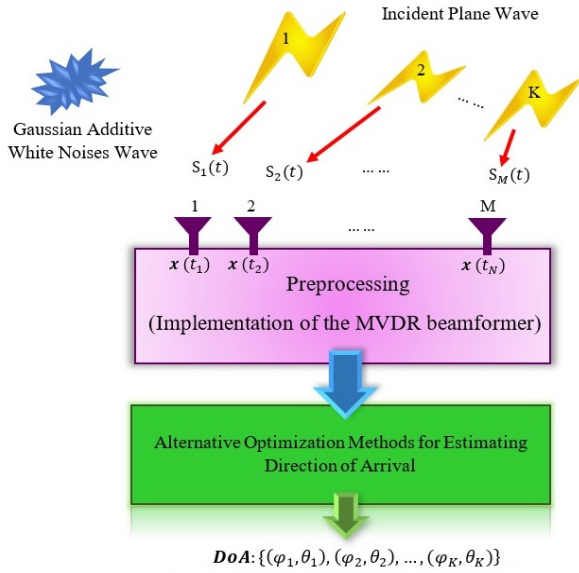 Incident Plane Wave
1
2
... ...
K
Gaussian Additive
White Noises Wave
S₁(t)
S₂(t)
... ...
S_M(t)
1
2
... ...
M
x (t₁)
x (t₂)
x (t_N)
Preprocessing
(Implementation of the MVDR beamformer)
Alternative Optimization Methods for Estimating
Direction of Arrival
DoA: {(φ₁,θ₁), (φ₂,θ₂), ... , (φ_K,θ_K)}